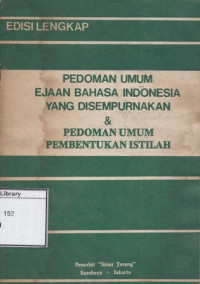 EDISI LENGKAP
PEDOMAN UMUM
EJAAN BAHASA INDONESIA
YANG DISEMPURNAKAN
&
PEDOMAN UMUM
PEMBENTUKAN ISTILAH
Library
152
Penerbit "Sinar Terang"
Surabaya – Jakarta